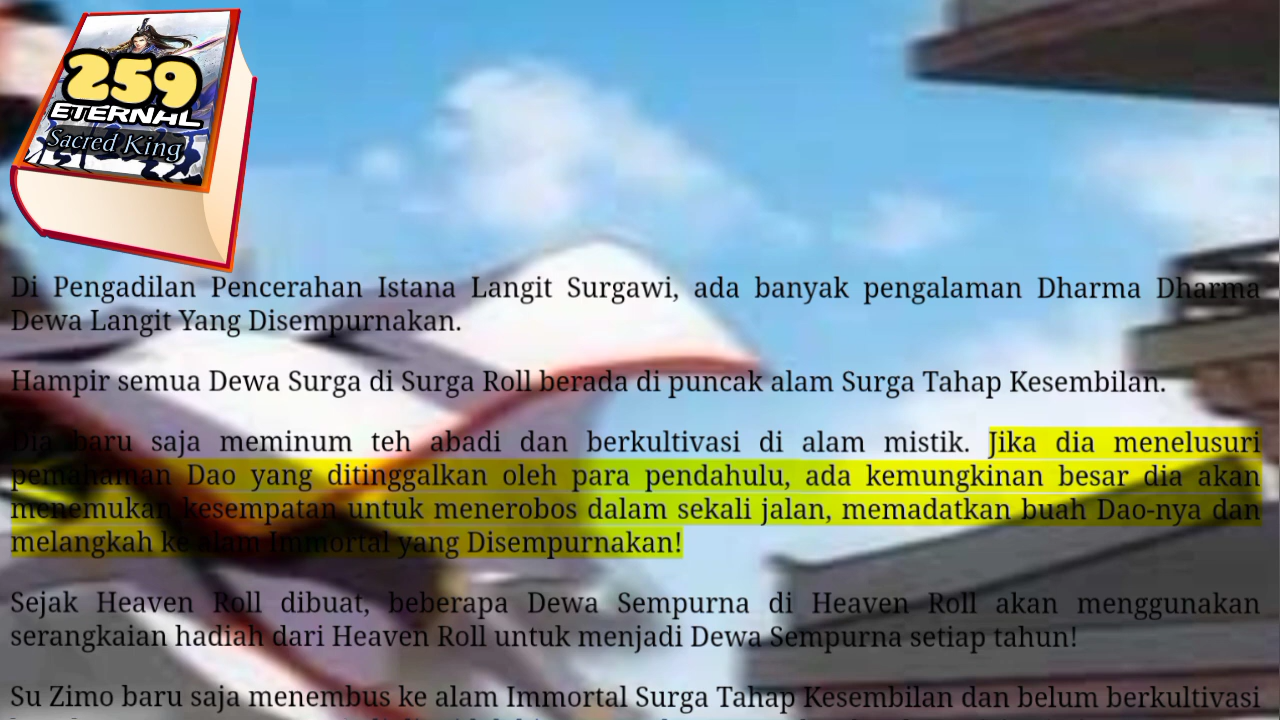 259
ETERNAL
Sacred King
Di Pengadilan Pencerahan Istana Langit Surgawi, ada banyak pengalaman Dharma Dharma
Dewa Langit Yang Disempurnakan.
Hampir semua Dewa Surga di Surga Roll berada di puncak alam Surga Tahap Kesembilan.
Dia baru saja meminum teh abadi dan berkultivasi di alam mistik. Jika dia menelusuri
pemahaman Dao yang ditinggalkan oleh para pendahulu, ada kemungkinan besar dia akan
menemukan kesempatan untuk menerobos dalam sekali jalan, memadatkan buah Dao-nya dan
melangkah ke alam Immortal yang Disempurnakan!
Sejak Heaven Roll dibuat, beberapa Dewa Sempurna di Heaven Roll akan menggunakan
serangkaian hadiah dari Heaven Roll untuk menjadi Dewa Sempurna setiap tahun!
Su Zimo baru saja menembus ke alam Immortal Surga Tahap Kesembilan dan belum berkultivasi